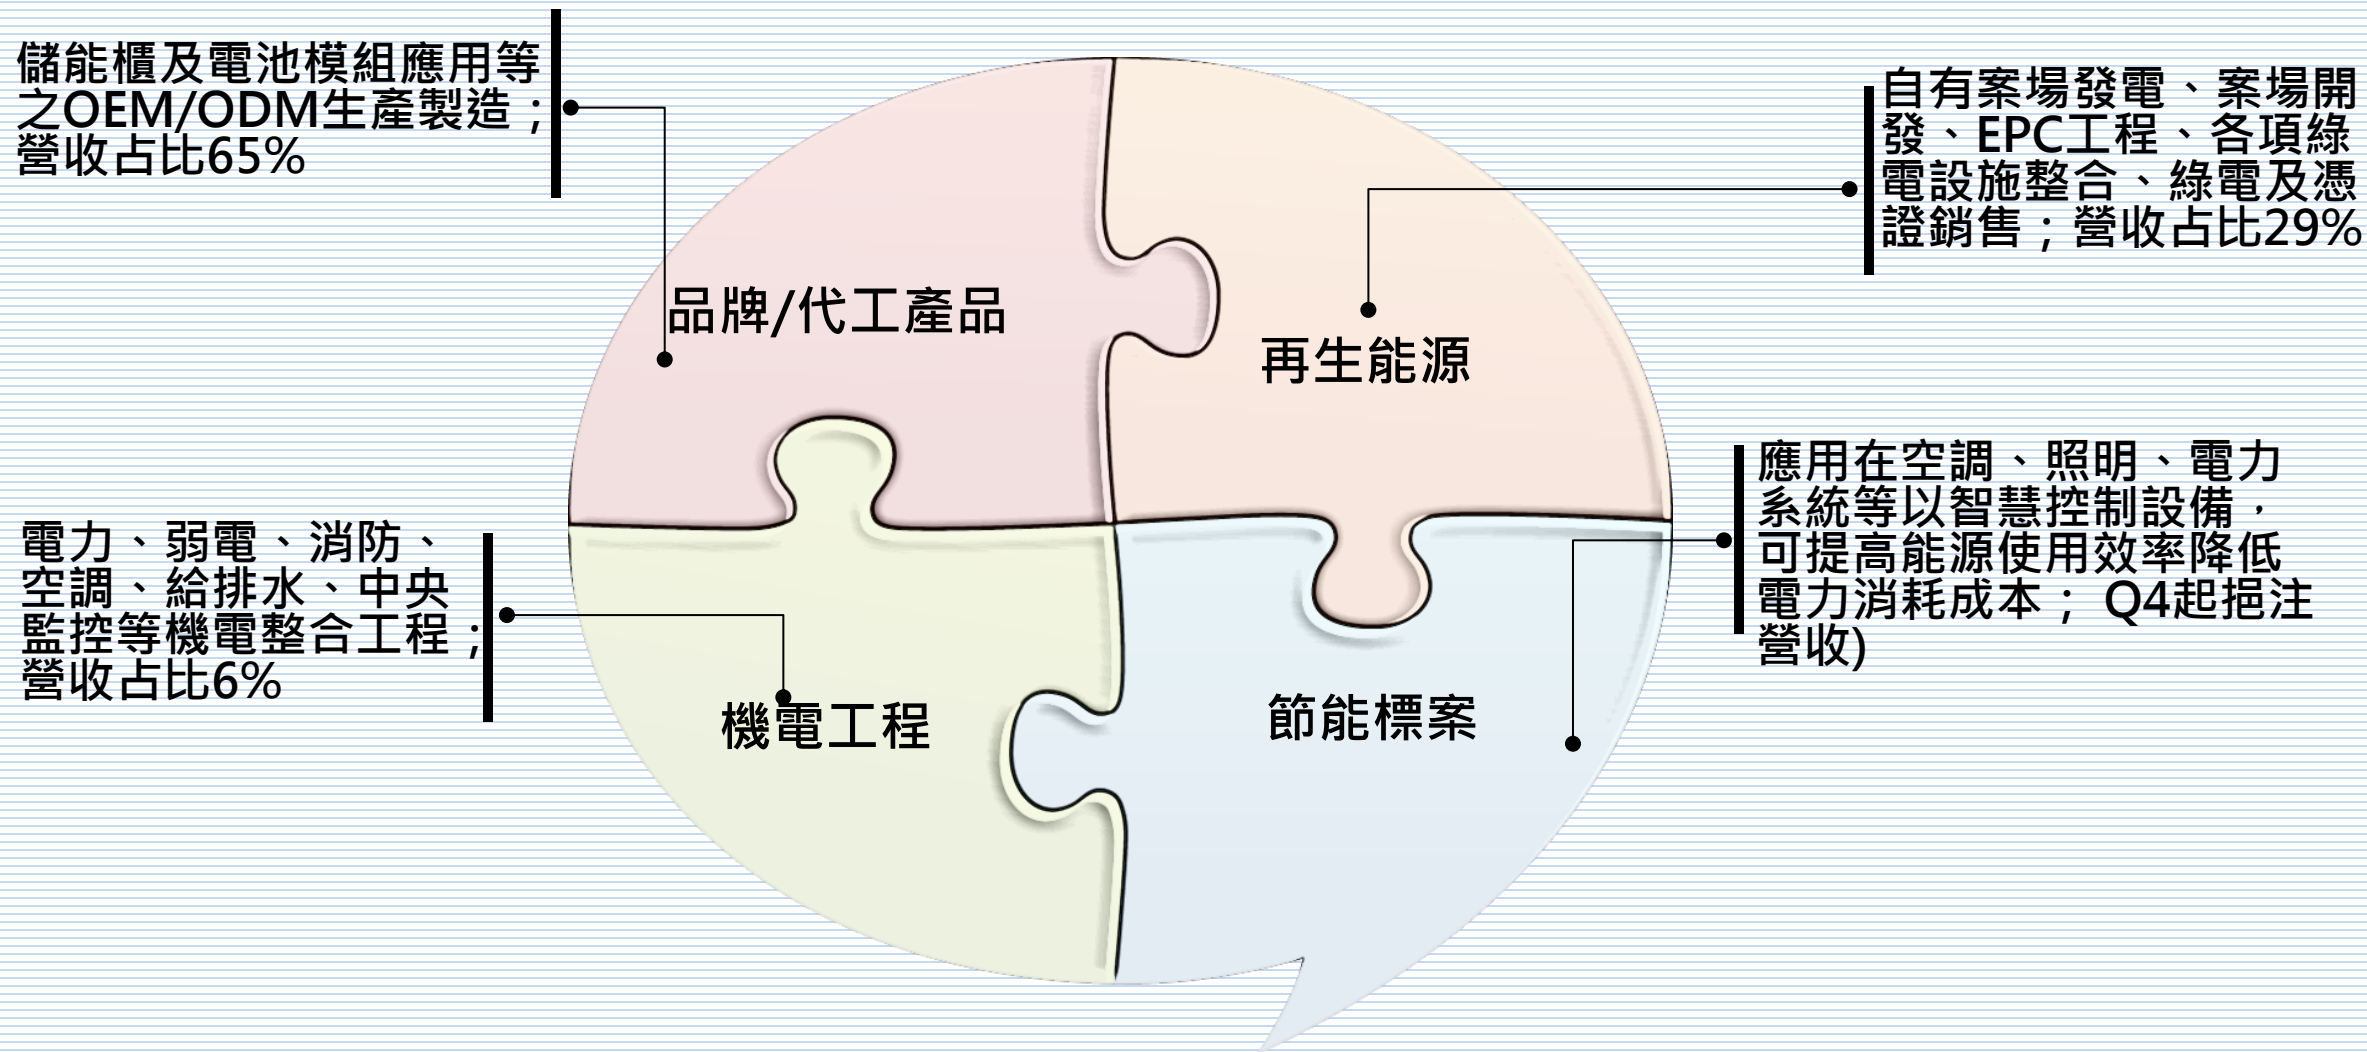 儲能櫃及電池模組應用等
之OEM/ODM生產製造；
營收占比65%
自有案場發電、案場開
發、EPC工程、各項綠
電設施整合、綠電及憑
證銷售；營收占比29%
品牌/代工產品
再生能源
電力、弱電、消防、
空調、給排水、中央
監控等機電整合工程；
營收占比6%
應用在空調、照明、電力
系統等以智慧控制設備，
可提高能源使用效率降低
電力消耗成本； Q4起挹注
營收)
機電工程
節能標案